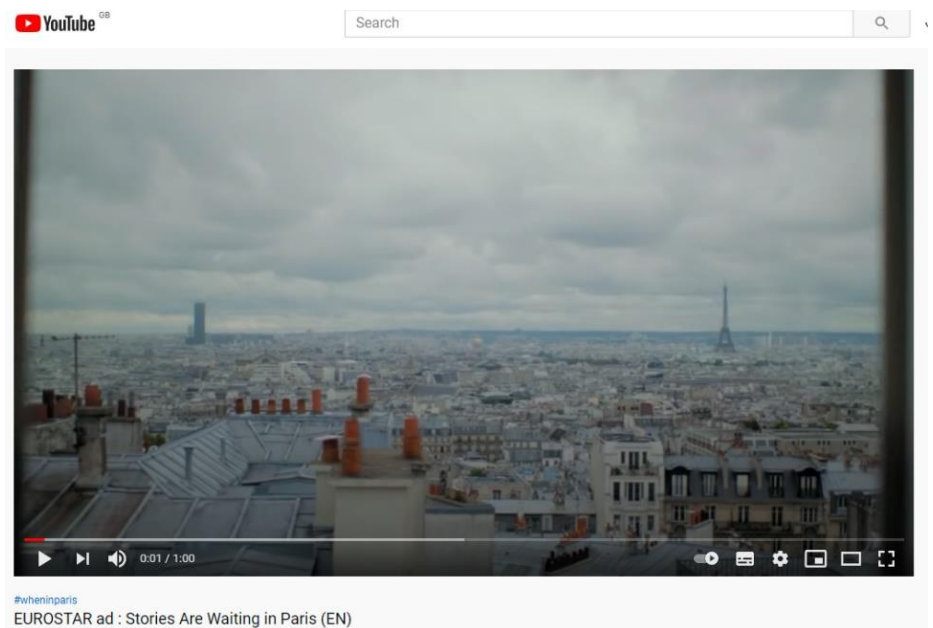 YouTube GB
Search
0:01 / 1:00
#wheninparis
EUROSTAR ad : Stories Are Waiting in Paris (EN)